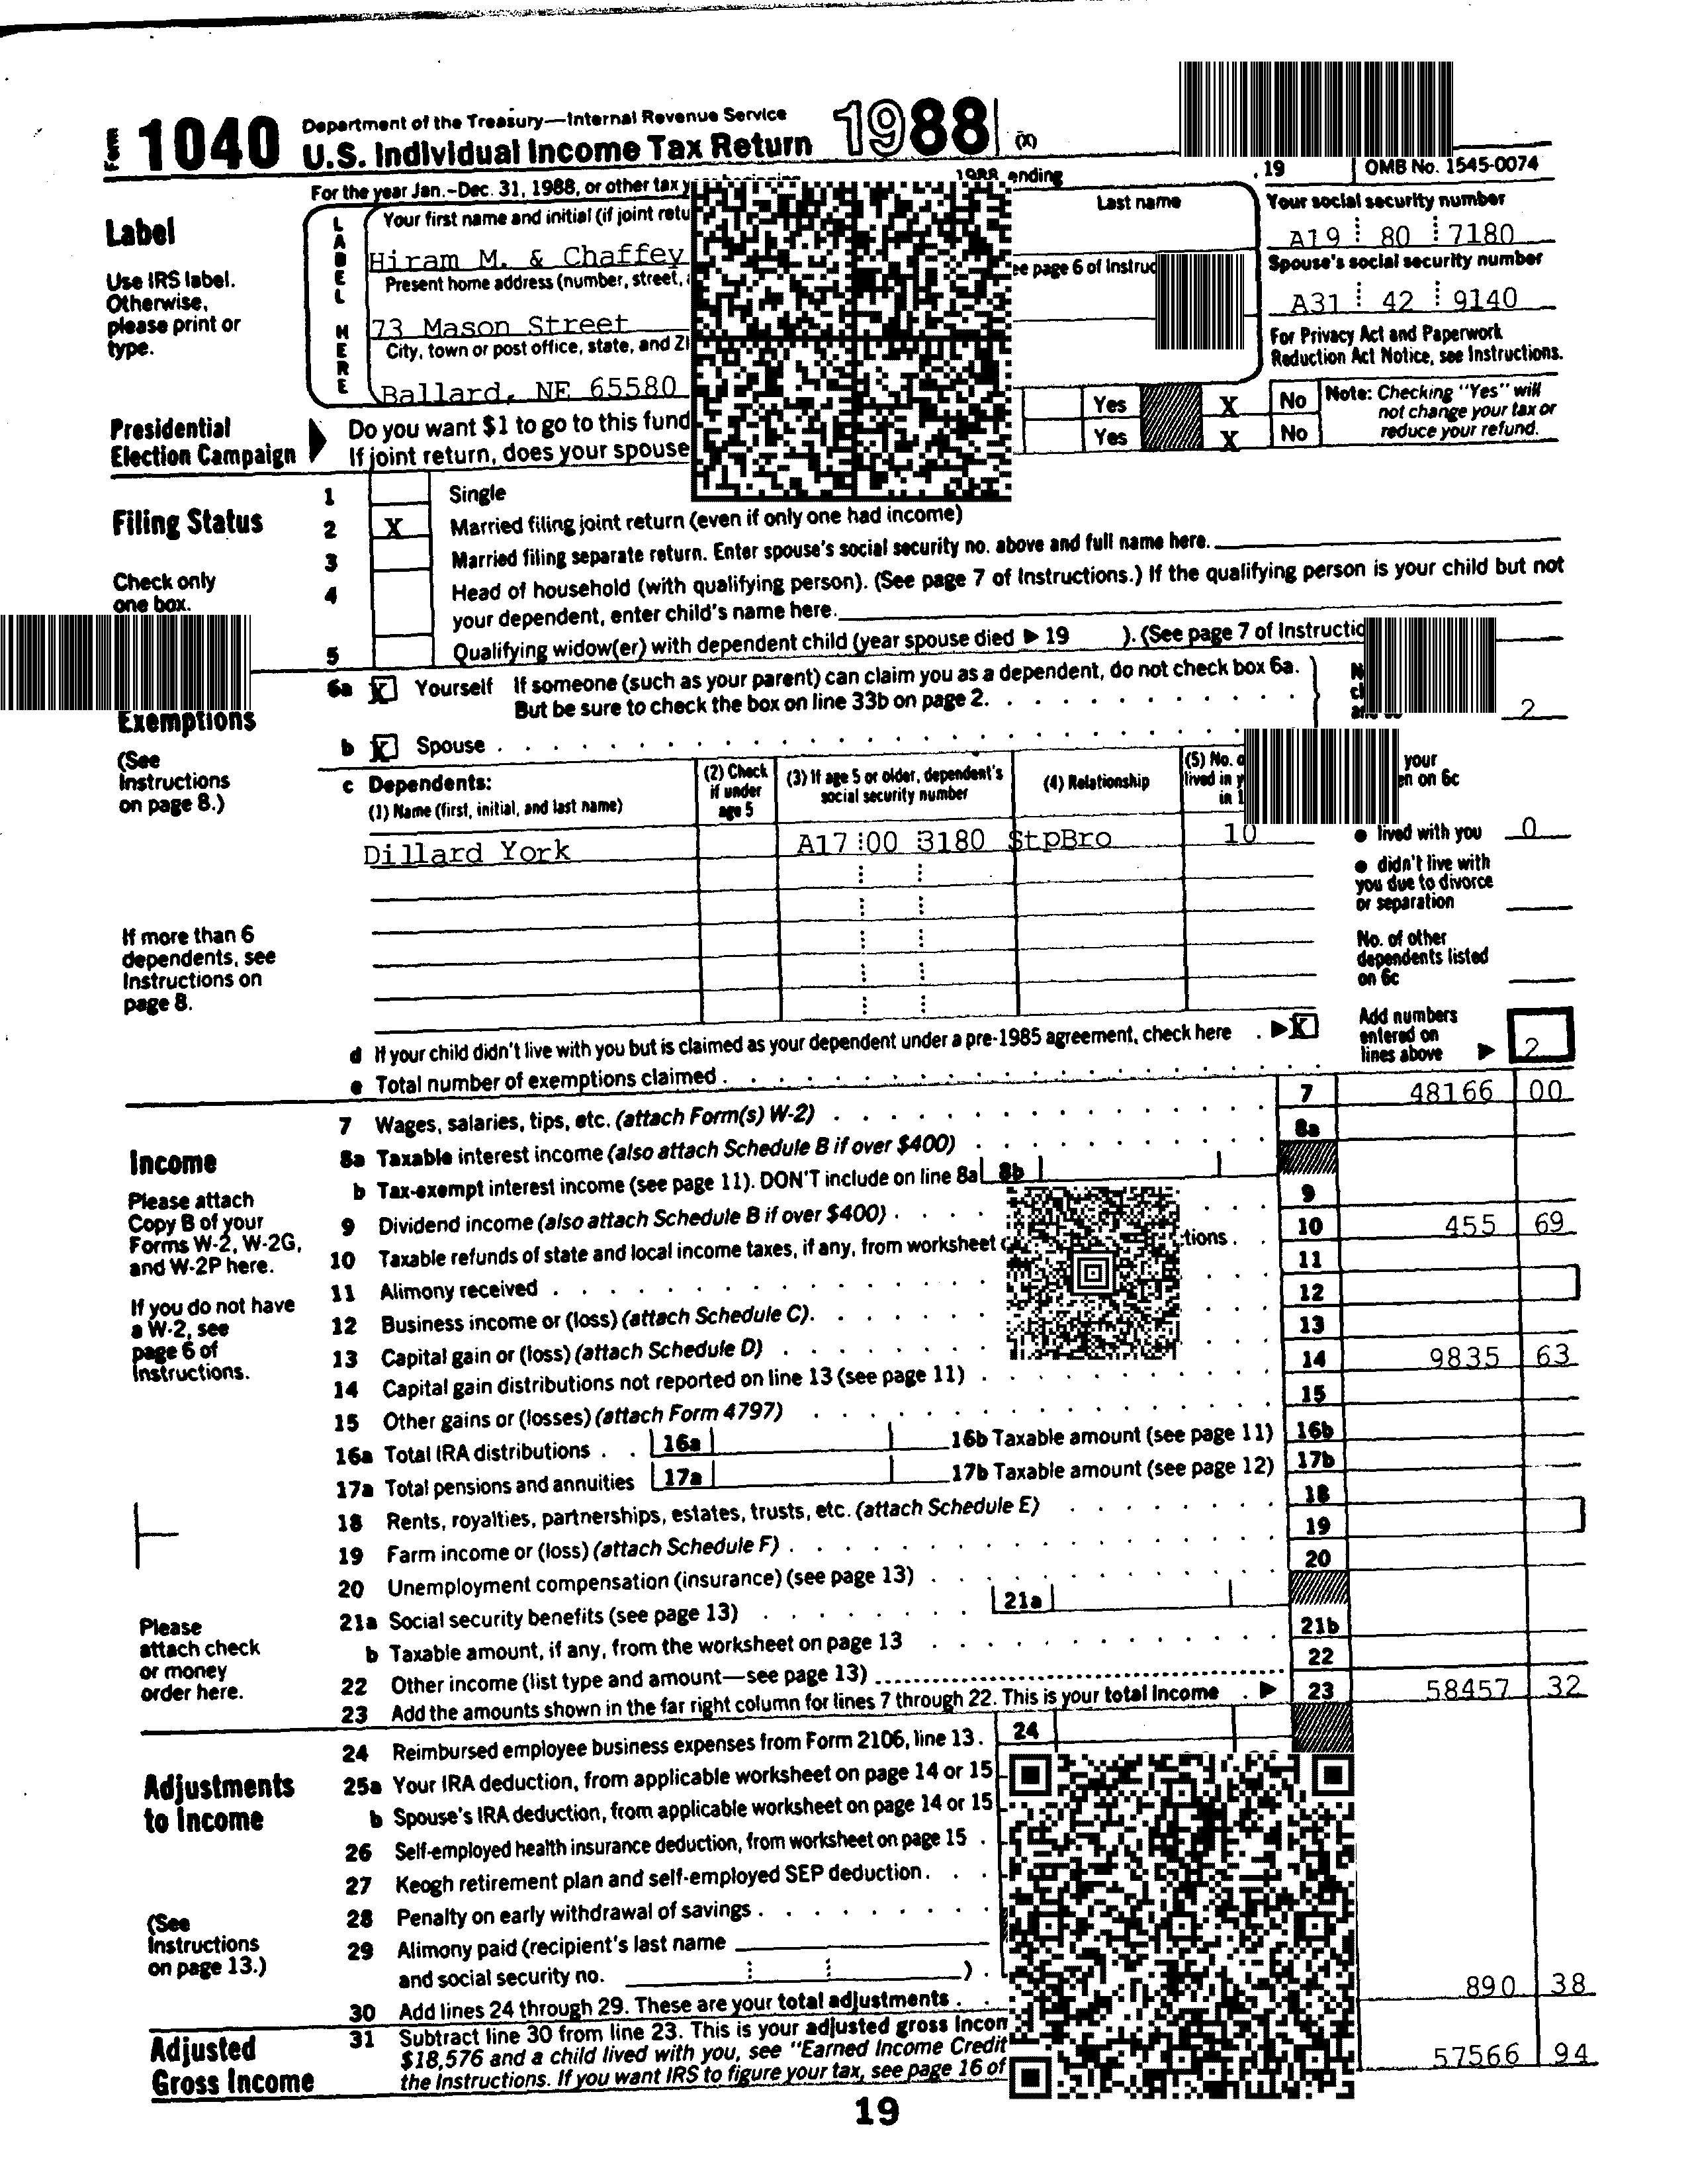 Form 1040 Department of the Treasury—Internal Revenue Service
U.S. Individual Income Tax Return 1988 (X)
For the year Jan.-Dec. 31, 1988, or other tax 1988, ending , 19 OMB No. 1545-0074
Label
Use IRS label.
Otherwise,
please print or
type.
LABEL HERE
Your first name and initial (if joint Last name
Hiram M. & Chaffey
Present home address (number, street, page 6 of
73 Mason Street
City, town or post office, state, and
Ballard, NE 65580
Your social security number
A19 80 7180
Spouse's social security number
A31 42 9140
For Privacy Act and Paperwork
Reduction Act Notice, see Instructions.
Presidential
Election Campaign
Do you want $1 to go to this fund Yes X No
If joint return, does your spouse Yes X No
Note: Checking "Yes" will
not change your tax or
reduce your refund.
Filing Status
Check only
one box.
1 Single
2 X Married filing joint return (even if only one had income)
3 Married filing separate return. Enter spouse's social security no. above and full name here.
4 Head of household (with qualifying person). (See page 7 of Instructions.) If the qualifying person is your child but not
your dependent, enter child's name here.
5 Qualifying widow(er) with dependent child (year spouse died ▶ 19 ). (See page 7 of
Exemptions
(See
Instructions
on page 8.)
If more than 6
dependents, see
Instructions on
page 8.
6a X Yourself If someone (such as your parent) can claim you as a dependent, do not check box 6a.
But be sure to check the box on line 33b on page 2.
2
b X Spouse
c Dependents:
(1) Name (first, initial, and last name)
(2) Check
if under
age 5
(3) If age 5 or older, dependent's
social security number
(4) Relationship
(5) No.
lived in
in
your
on 6c
Dillard York A17 00 3180 StpBro 10
● lived with you 0
● didn't live with
you due to divorce
or separation
No. of other
dependents listed
on 6c
d If your child didn't live with you but is claimed as your dependent under a pre-1985 agreement, check here ▶ X
e Total number of exemptions claimed
Add numbers
entered on
lines above ▶ 2
Income
Please attach
Copy B of your
Forms W-2, W-2G,
and W-2P here.
If you do not have
a W-2, see
page 6 of
Instructions.
Please
attach check
or money
order here.
7 Wages, salaries, tips, etc. (attach Form(s) W-2) 7 48166 00
8a Taxable interest income (also attach Schedule B if over $400) 8a
b Tax-exempt interest income (see page 11). DON'T include on line 8a 8b
9 Dividend income (also attach Schedule B if over $400) 9
10 Taxable refunds of state and local income taxes, if any, from worksheet 10 455 69
11 Alimony received 11
12 Business income or (loss) (attach Schedule C) 12
13 Capital gain or (loss) (attach Schedule D) 13
14 Capital gain distributions not reported on line 13 (see page 11) 14 9835 63
15 Other gains or (losses) (attach Form 4797) 15
16a Total IRA distributions 16a 16b Taxable amount (see page 11) 16b
17a Total pensions and annuities 17a 17b Taxable amount (see page 12) 17b
18 Rents, royalties, partnerships, estates, trusts, etc. (attach Schedule E) 18
19 Farm income or (loss) (attach Schedule F) 19
20 Unemployment compensation (insurance) (see page 13) 20
21a Social security benefits (see page 13) 21a
b Taxable amount, if any, from the worksheet on page 13 21b
22 Other income (list type and amount—see page 13) 22
23 Add the amounts shown in the far right column for lines 7 through 22. This is your total income ▶ 23 58457 32
Adjustments
to Income
(See
Instructions
on page 13.)
24 Reimbursed employee business expenses from Form 2106, line 13. 24
25a Your IRA deduction, from applicable worksheet on page 14 or 15
b Spouse's IRA deduction, from applicable worksheet on page 14 or 15
26 Self-employed health insurance deduction, from worksheet on page 15
27 Keogh retirement plan and self-employed SEP deduction
28 Penalty on early withdrawal of savings
29 Alimony paid (recipient's last name
and social security no. )
30 Add lines 24 through 29. These are your total adjustments 890 38
Adjusted
Gross Income
31 Subtract line 30 from line 23. This is your adjusted gross
$18,576 and a child lived with you, see "Earned Income Credit
the Instructions. If you want IRS to figure your tax, see page 16 of
57566 94
19